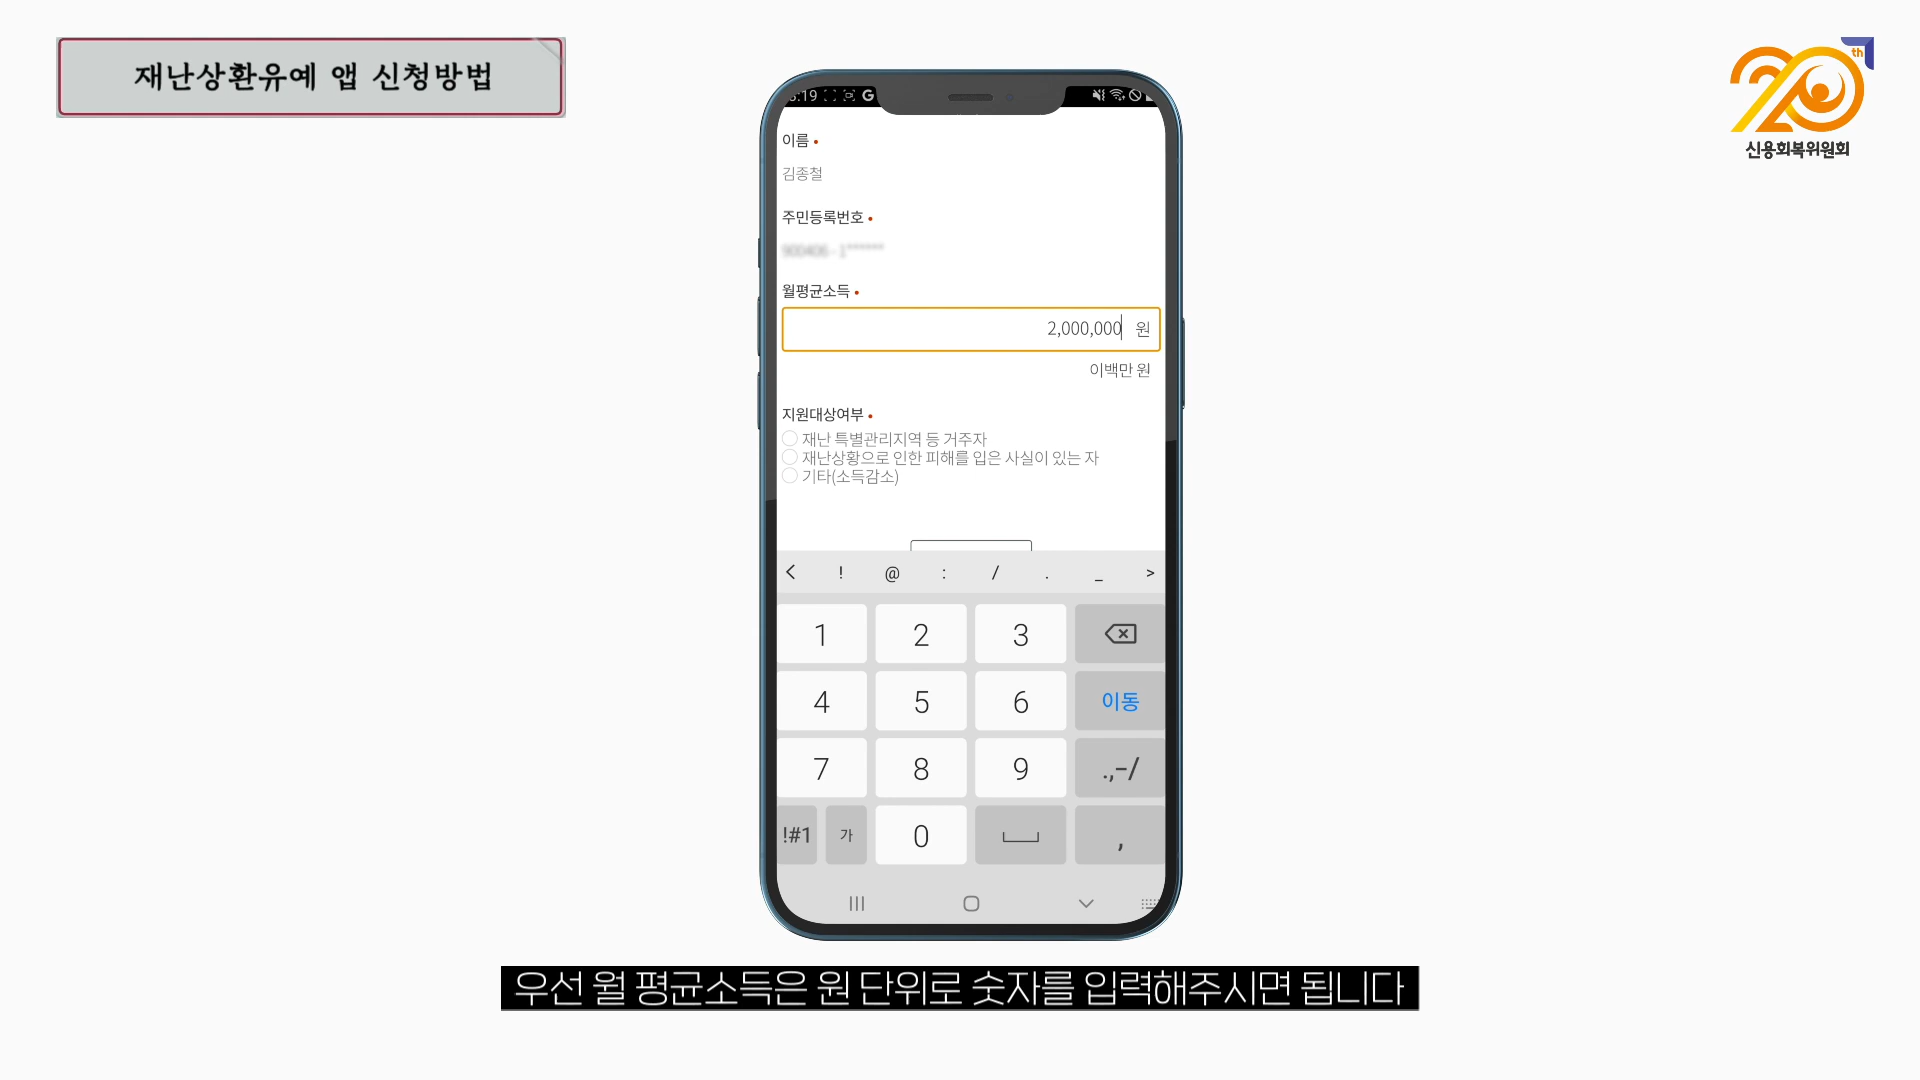 재난상환유예 앱 신청방법
20th
신용회복위원회
:19
이름 •
김종철
주민등록번호 •
월평균소득 •
2,000,000 원
이백만 원
지원대상여부 •
재난 특별관리지역 등 거주자
재난상황으로 인한 피해를 입은 사실이 있는 자
기타(소득감소)
< ! @ : / . _ >
1 2 3
4 5 6 이동
7 8 9 .,-/
!#1 가 0 ,
우선 월 평균소득은 원 단위로 숫자를 입력해주시면 됩니다